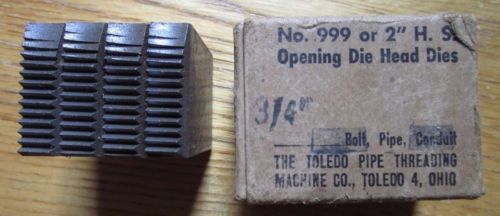 No. 999 or 2" H. S.
Opening Die Head Dies
3/4"
Bolt, Pipe, Conduit
THE TOLEDO PIPE THREADING
MACHINE CO., TOLEDO 4, OHIO